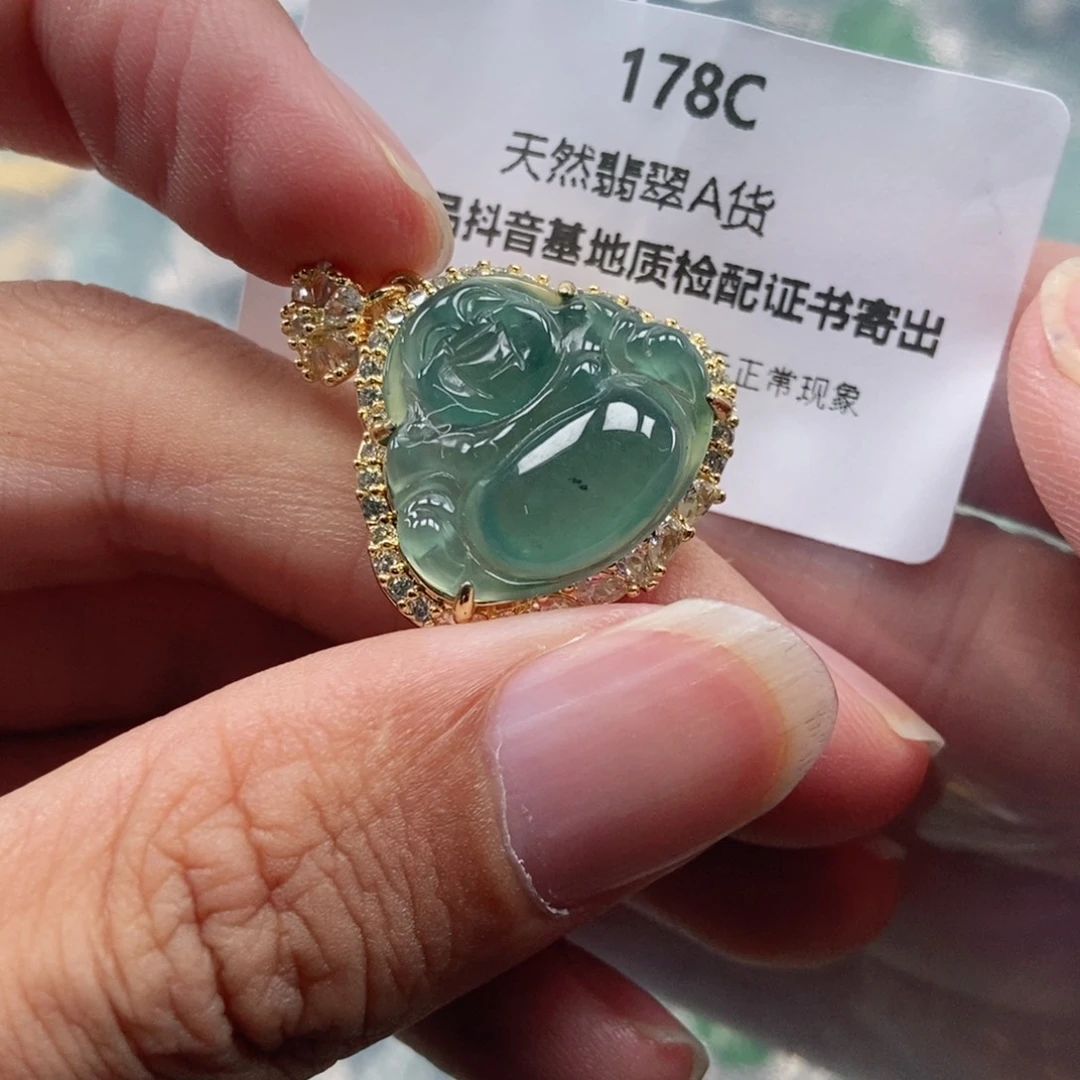 178C
天然翡翠A货
抖音基地质检配证书寄出
正常现象